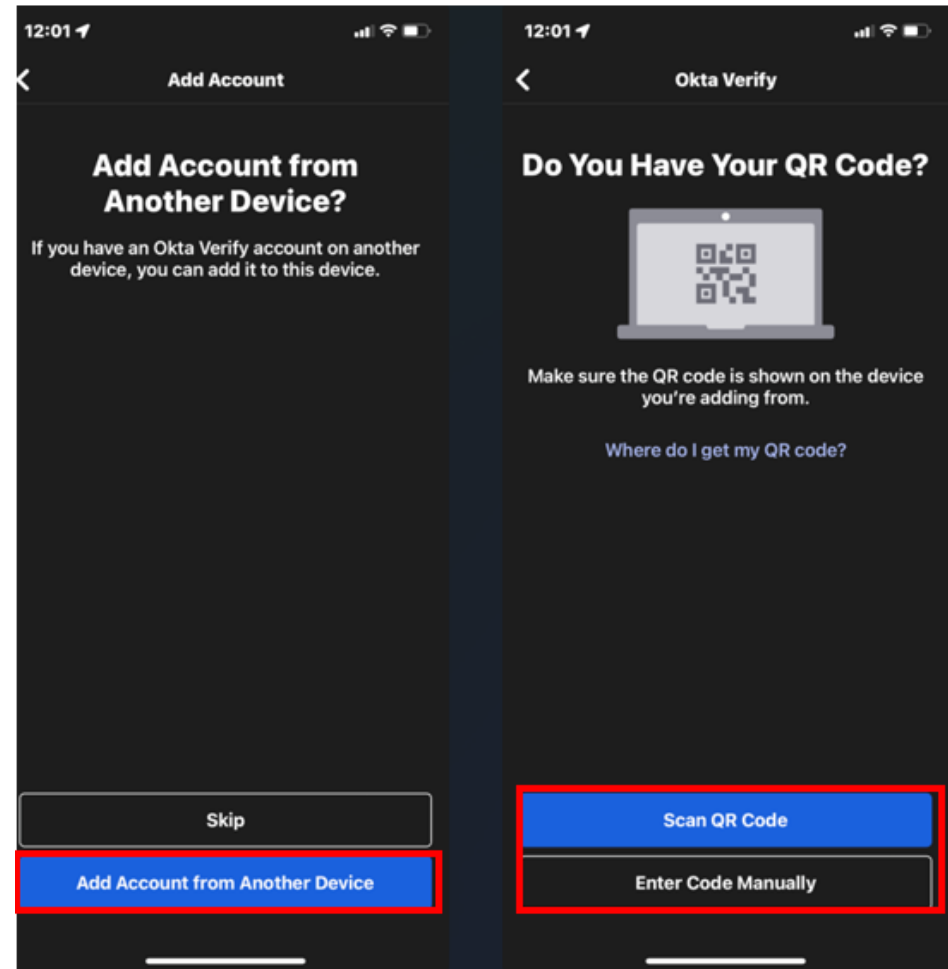 12:01
Add Account
Add Account from
Another Device?
If you have an Okta Verify account on another
device, you can add it to this device.
Skip
Add Account from Another Device
12:01
Okta Verify
Do You Have Your QR Code?
Make sure the QR code is shown on the device
you're adding from.
Where do I get my QR code?
Scan QR Code
Enter Code Manually